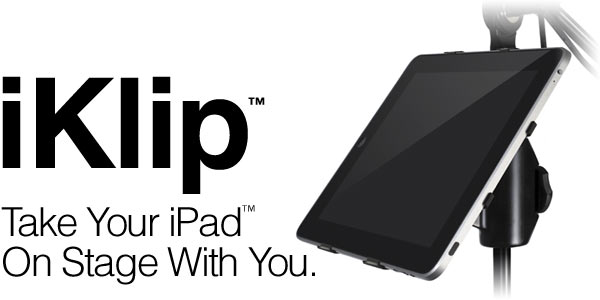 iKlip™
Take Your iPad™
On Stage With You.